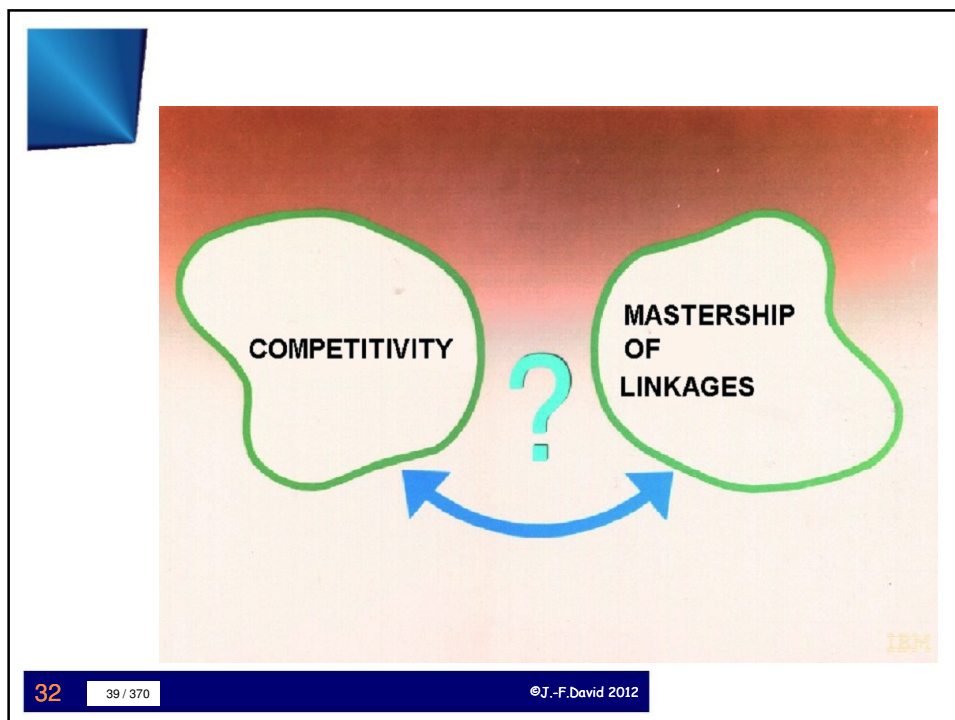 COMPETITIVITY
MASTERSHIP
OF
LINKAGES
?
IBM
32
39 / 370
©J.-F.David 2012